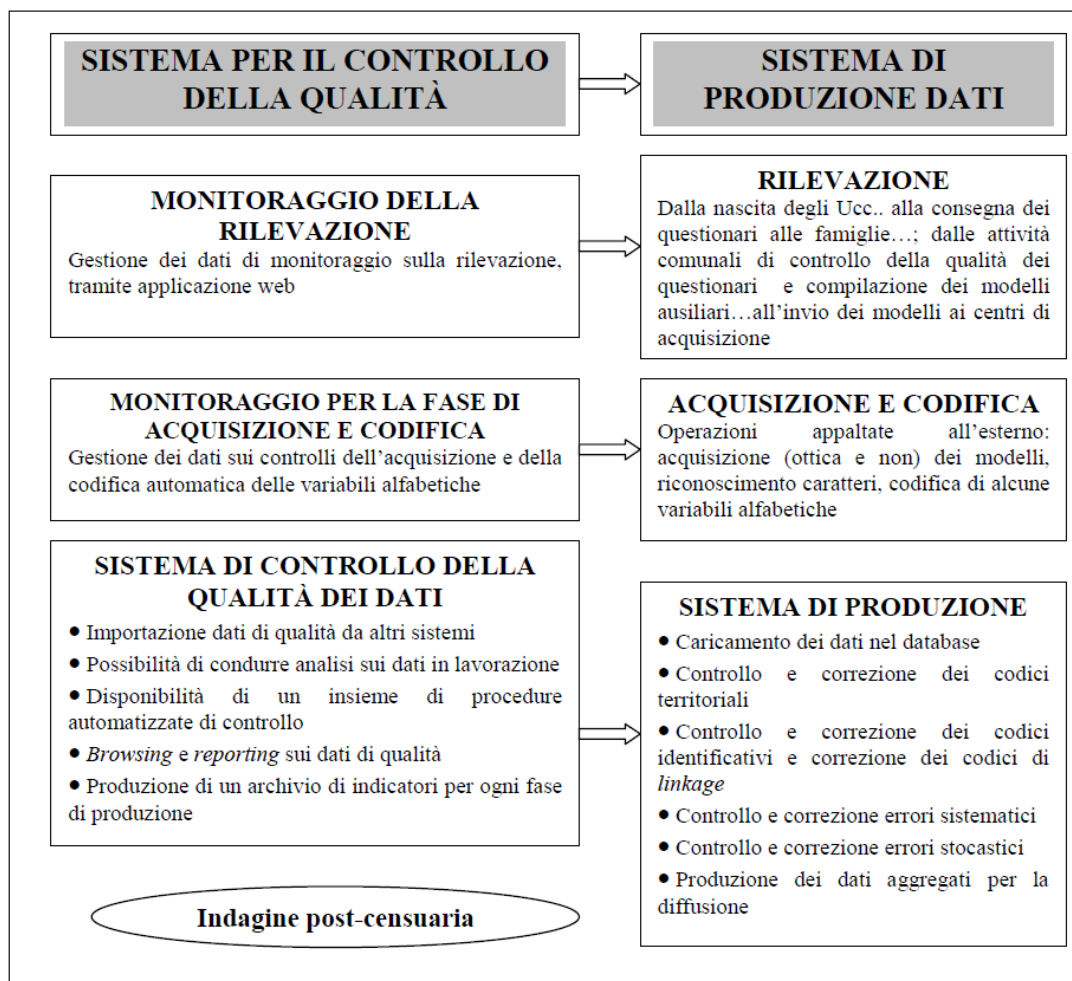 SISTEMA PER IL CONTROLLO
DELLA QUALITÀ
SISTEMA DI
PRODUZIONE DATI
MONITORAGGIO DELLA
RILEVAZIONE
Gestione dei dati di monitoraggio sulla rilevazione,
tramite applicazione web
RILEVAZIONE
Dalla nascita degli Ucc.. alla consegna dei
questionari alle famiglie…; dalle attività
comunali di controllo della qualità dei
questionari e compilazione dei modelli
ausiliari…all’invio dei modelli ai centri di
acquisizione
MONITORAGGIO PER LA FASE DI
ACQUISIZIONE E CODIFICA
Gestione dei dati sui controlli dell’acquisizione e della
codifica automatica delle variabili alfabetiche
ACQUISIZIONE E CODIFICA
Operazioni appaltate all’esterno:
acquisizione (ottica e non) dei modelli,
riconoscimento caratteri, codifica di alcune
variabili alfabetiche
SISTEMA DI CONTROLLO DELLA
QUALITÀ DEI DATI
● Importazione dati di qualità da altri sistemi
● Possibilità di condurre analisi sui dati in lavorazione
● Disponibilità di un insieme di procedure
automatizzate di controllo
● Browsing e reporting sui dati di qualità
● Produzione di un archivio di indicatori per ogni fase
di produzione
SISTEMA DI PRODUZIONE
● Caricamento dei dati nel database
● Controllo e correzione dei codici
territoriali
● Controllo e correzione dei codici
identificativi e correzione dei codici di
linkage
● Controllo e correzione errori sistematici
● Controllo e correzione errori stocastici
● Produzione dei dati aggregati per la
diffusione
Indagine post-censuaria